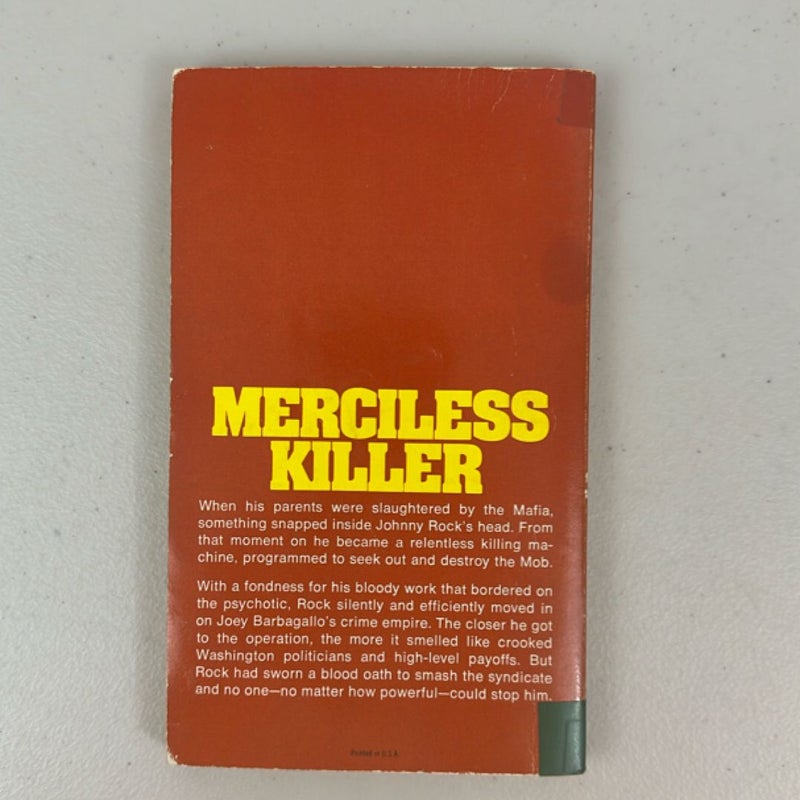 MERCILESS
KILLER
When his parents were slaughtered by the Mafia,
something snapped inside Johnny Rock's head. From
that moment on he became a relentless killing ma-
chine, programmed to seek out and destroy the Mob.
With a fondness for his bloody work that bordered on
the psychotic, Rock silently and efficiently moved in
on Joey Barbagallo's crime empire. The closer he got
to the operation, the more it smelled like crooked
Washington politicians and high-level payoffs. But
Rock had sworn a blood oath to smash the syndicate
and no one—no matter how powerful—could stop him.
Printed in U.S.A.